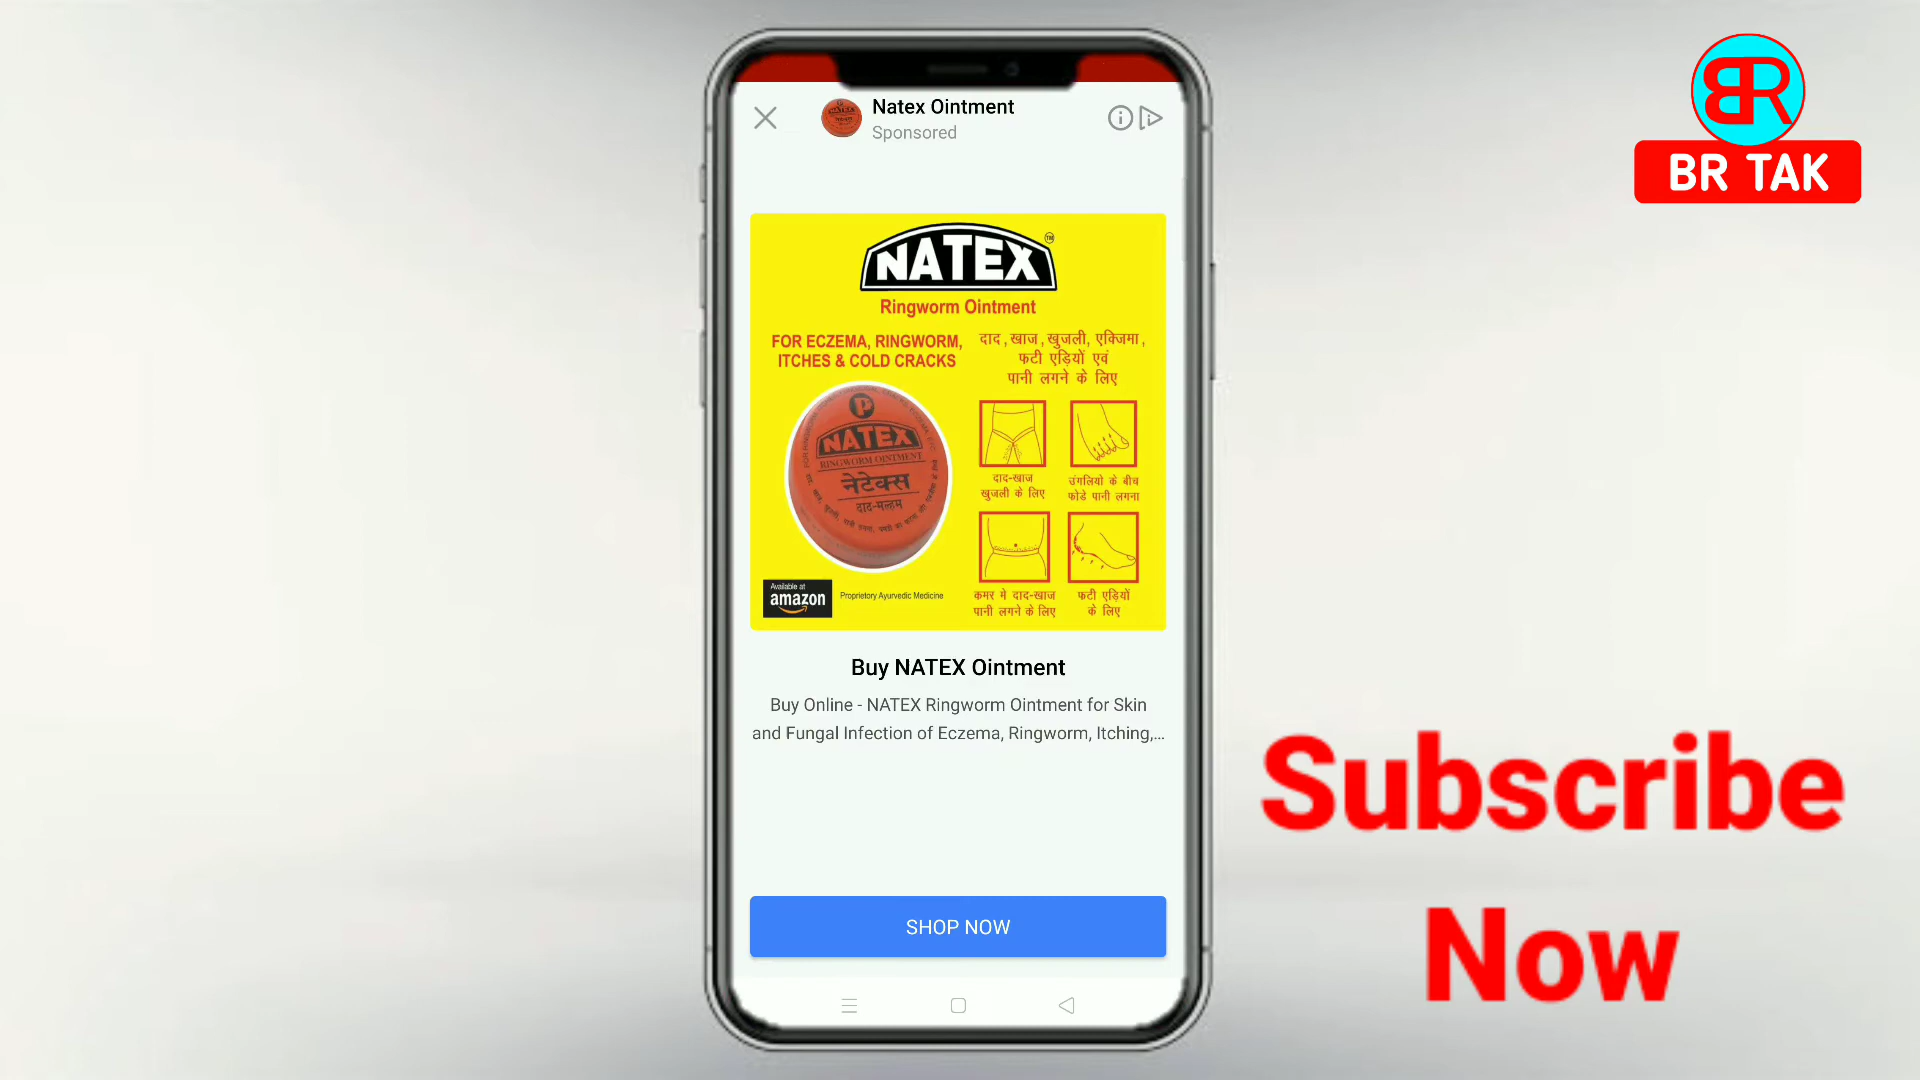 BR
BR TAK
Natex Ointment
Sponsored
NATEX
TM
Ringworm Ointment
FOR ECZEMA, RINGWORM,
ITCHES & COLD CRACKS
दाद, खाज, खुजली, एक्जिमा,
फटी एड़ियों एवं
पानी लगने के लिए
P
NATEX
RINGWORM OINTMENT
नेटेक्स
दाद-मल्हम
दाद-खाज
खुजली के लिए
उंगलियो के बीच
फोडे पानी लगना
कमर मे दाद-खाज
पानी लगने के लिए
फटी एड़ियों
के लिए
Available at
amazon
Proprietary Ayurvedic Medicine
Buy NATEX Ointment
Buy Online - NATEX Ringworm Ointment for Skin
and Fungal Infection of Eczema, Ringworm, Itching,...
SHOP NOW
Subscribe
Now